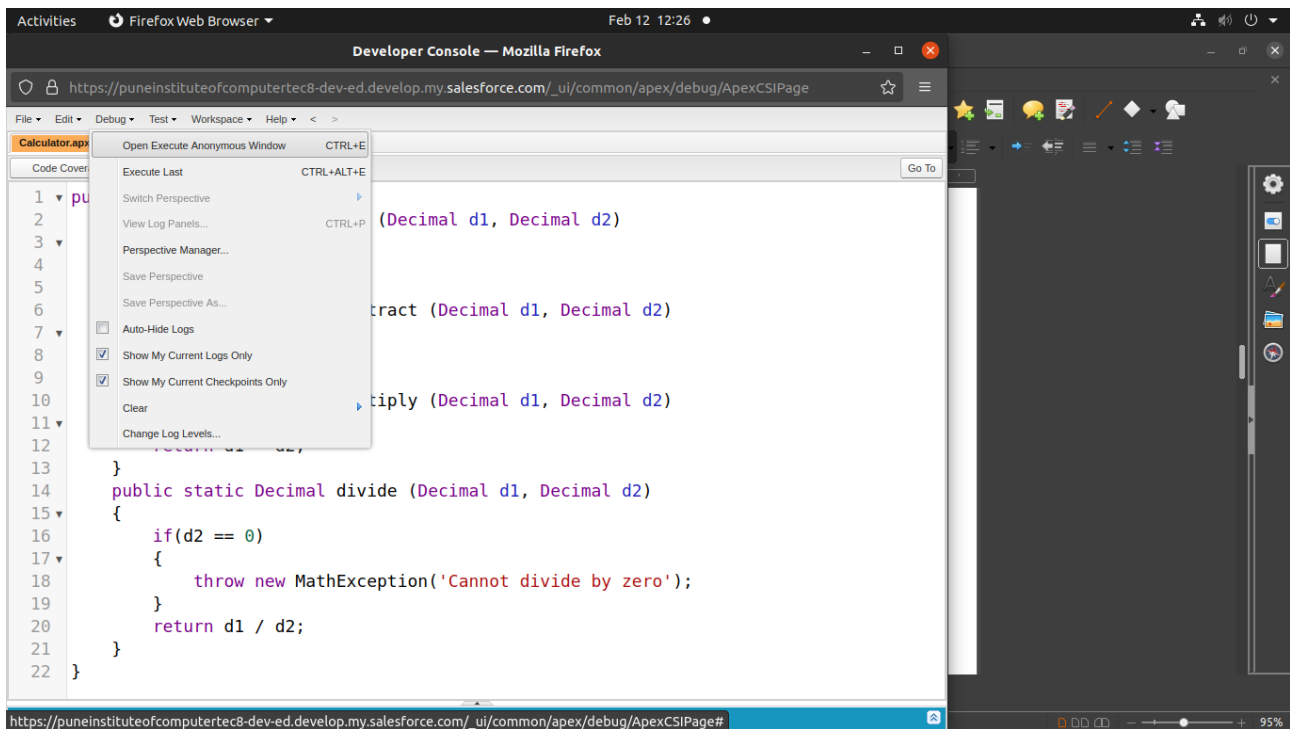 Activities Firefox Web Browser Feb 12 12:26
Developer Console — Mozilla Firefox
https://puneinstituteofcomputertec8-dev-ed.develop.my.salesforce.com/_ui/common/apex/debug/ApexCSIPage
File Edit Debug Test Workspace Help < >
Calculator.apx
Open Execute Anonymous Window CTRL+E
Code Cover Go To
Execute Last CTRL+ALT+E
Switch Perspective
View Log Panels... CTRL+P
Perspective Manager...
Save Perspective
Save Perspective As...
Auto-Hide Logs
Show My Current Logs Only
Show My Current Checkpoints Only
Clear
Change Log Levels...
1 pu
2 (Decimal d1, Decimal d2)
3
4
5
6 tract (Decimal d1, Decimal d2)
7
8
9
10 tiply (Decimal d1, Decimal d2)
11
12 return d1 d2;
13 }
14 public static Decimal divide (Decimal d1, Decimal d2)
15 {
16 if(d2 == 0)
17 {
18 throw new MathException('Cannot divide by zero');
19 }
20 return d1 / d2;
21 }
22 }
https://puneinstituteofcomputertec8-dev-ed.develop.my.salesforce.com/_ui/common/apex/debug/ApexCSIPage#
95%